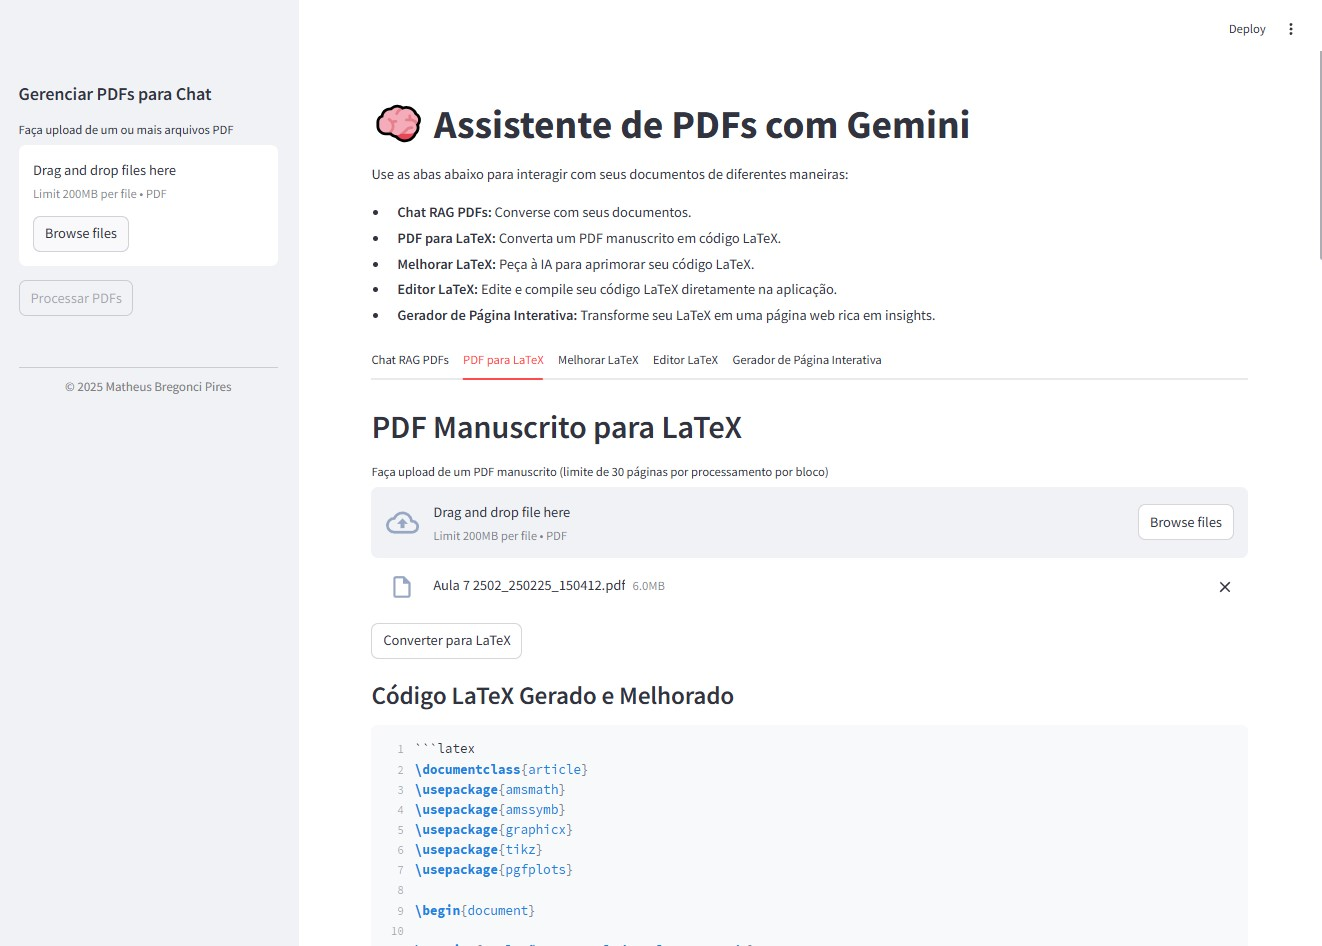 Deploy
Gerenciar PDFs para Chat
Faça upload de um ou mais arquivos PDF
Drag and drop files here
Limit 200MB per file • PDF
Browse files
Processar PDFs
© 2025 Matheus Bregonci Pires
Assistente de PDFs com Gemini
Use as abas abaixo para interagir com seus documentos de diferentes maneiras:
• Chat RAG PDFs: Converse com seus documentos.
• PDF para LaTeX: Converta um PDF manuscrito em código LaTeX.
• Melhorar LaTeX: Peça à IA para aprimorar seu código LaTeX.
• Editor LaTeX: Edite e compile seu código LaTeX diretamente na aplicação.
• Gerador de Página Interativa: Transforme seu LaTeX em uma página web rica em insights.
Chat RAG PDFs PDF para LaTeX Melhorar LaTeX Editor LaTeX Gerador de Página Interativa
PDF Manuscrito para LaTeX
Faça upload de um PDF manuscrito (limite de 30 páginas por processamento por bloco)
Drag and drop file here
Limit 200MB per file • PDF
Browse files
Aula 7 2502_250225_150412.pdf 6.0MB
Converter para LaTeX
Código LaTeX Gerado e Melhorado
1 ```latex
2 \documentclass{article}
3 \usepackage{amsmath}
4 \usepackage{amssymb}
5 \usepackage{graphicx}
6 \usepackage{tikz}
7 \usepackage{pgfplots}
8
9 \begin{document}
10